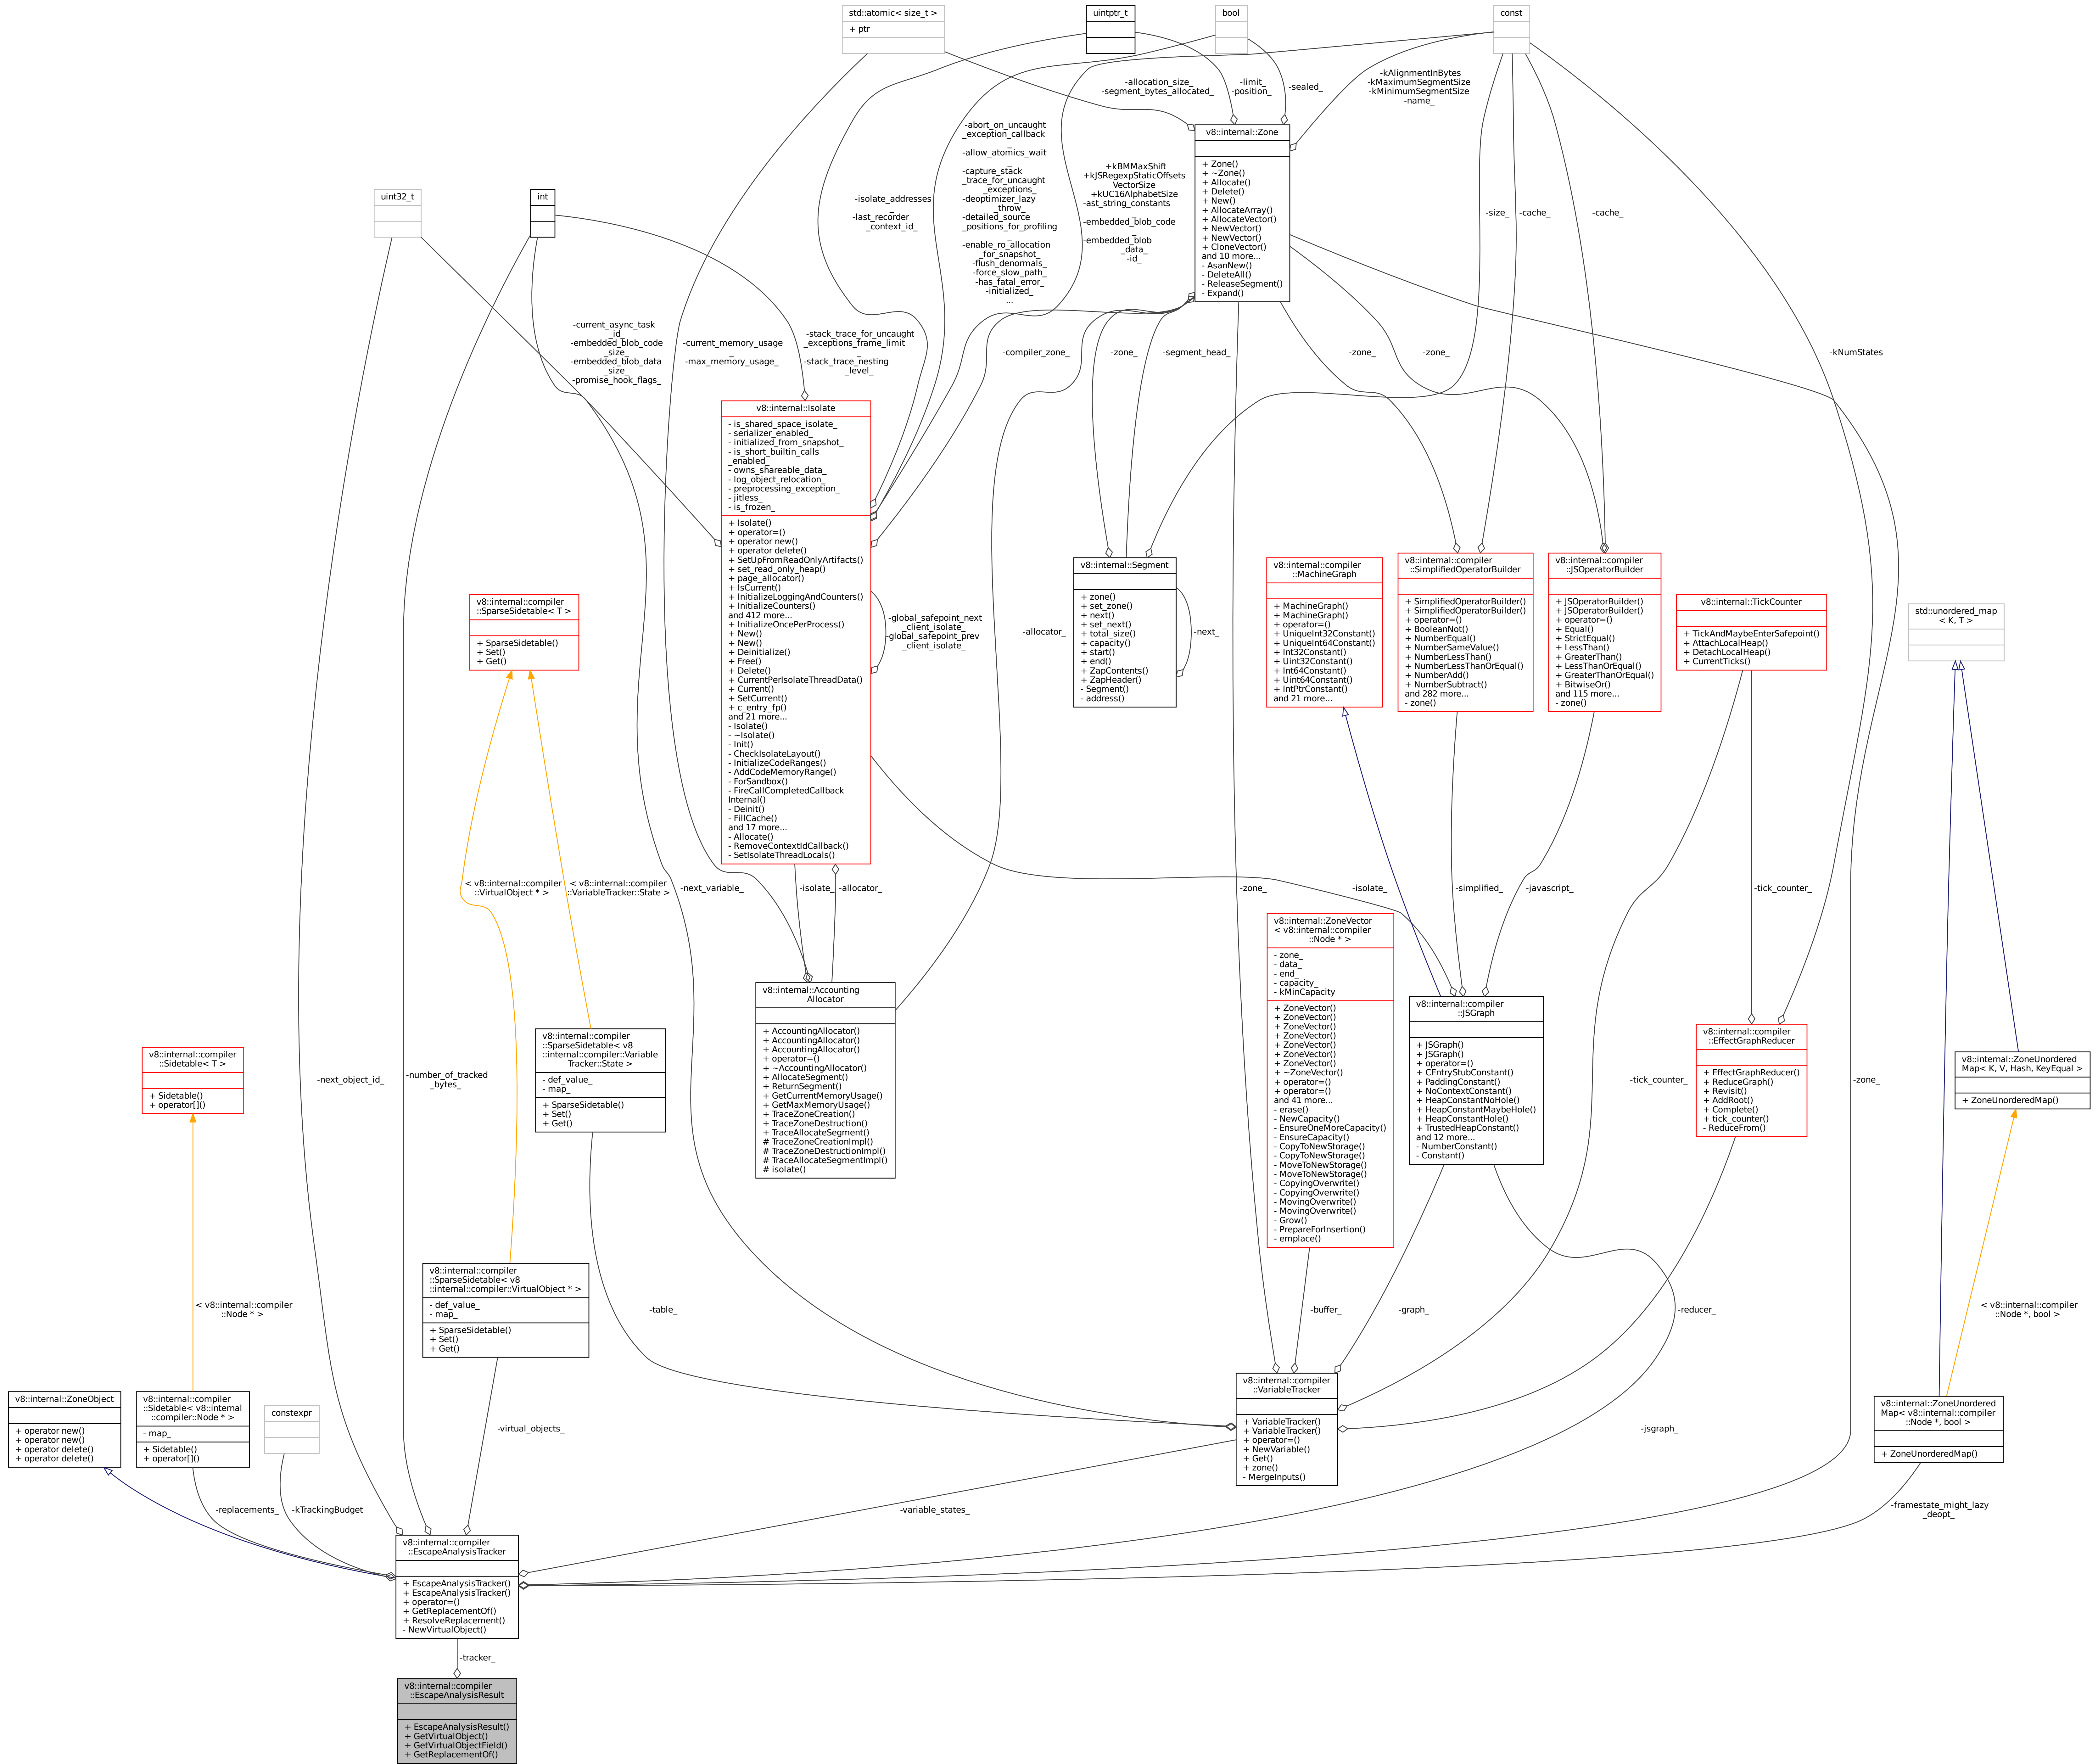 std::atomic< size_t >
+ ptr
uintptr_t
bool
const
-allocation_size_
-segment_bytes_allocated_
-limit_
-position_
-sealed_
-kAlignmentInBytes
-kMaximumSegmentSize
-kMinimumSegmentSize
-name_
v8::internal::Zone
+ Zone()
+ ~Zone()
+ Allocate()
+ Delete()
+ New()
+ AllocateArray()
+ AllocateVector()
+ NewVector()
+ NewVector()
+ CloneVector()
and 10 more...
- AsanNew()
- DeleteAll()
- ReleaseSegment()
- Expand()
uint32_t
int
-isolate_addresses
_
-last_recorder
_context_id_
-abort_on_uncaught
_exception_callback
_
-allow_atomics_wait
_
-capture_stack
_trace_for_uncaught
_exceptions_
-deoptimizer_lazy
_throw_
-detailed_source
_positions_for_profiling
_
-enable_ro_allocation
_for_snapshot_
-flush_denormals_
-force_slow_path_
-has_fatal_error_
-initialized_
...
+kBMMaxShift
+kJSRegexpStaticOffsets
VectorSize
+kUC16AlphabetSize
-ast_string_constants
_
-embedded_blob_code
_
-embedded_blob
_data_
-id_
-size_
-cache_
-cache_
-current_async_task
_id_
-embedded_blob_code
_size_
-embedded_blob_data
_size_
-promise_hook_flags_
-current_memory_usage
_
-max_memory_usage_
-stack_trace_for_uncaught
_exceptions_frame_limit
_
-stack_trace_nesting
_level_
-compiler_zone_
-zone_
-segment_head_
-zone_
-zone_
-kNumStates
v8::internal::Isolate
- is_shared_space_isolate_
- serializer_enabled_
- initialized_from_snapshot_
- is_short_builtin_calls
_enabled_
- owns_shareable_data_
- log_object_relocation_
- preprocessing_exception_
- jitless_
- is_frozen_
+ Isolate()
+ operator=()
+ operator new()
+ operator delete()
+ SetUpFromReadOnlyArtifacts()
+ set_read_only_heap()
+ page_allocator()
+ IsCurrent()
+ InitializeLoggingAndCounters()
+ InitializeCounters()
and 412 more...
+ InitializeOncePerProcess()
+ New()
+ New()
+ Deinitialize()
+ Free()
+ Delete()
+ CurrentPerIsolateThreadData()
+ Current()
+ SetCurrent()
+ c_entry_fp()
and 21 more...
- Isolate()
- ~Isolate()
- Init()
- CheckIsolateLayout()
- InitializeCodeRanges()
- AddCodeMemoryRange()
- ForSandbox()
- FireCallCompletedCallback
Internal()
- Deinit()
- FillCache()
and 17 more...
- Allocate()
- RemoveContextIdCallback()
- SetIsolateThreadLocals()
-global_safepoint_next
_client_isolate_
-global_safepoint_prev
_client_isolate_
-allocator_
v8::internal::Segment
+ zone()
+ set_zone()
+ next()
+ set_next()
+ total_size()
+ capacity()
+ start()
+ end()
+ ZapContents()
+ ZapHeader()
- Segment()
- address()
-next_
v8::internal::compiler
::MachineGraph
+ MachineGraph()
+ MachineGraph()
+ operator=()
+ UniqueInt32Constant()
+ UniqueInt64Constant()
+ Int32Constant()
+ Uint32Constant()
+ Int64Constant()
+ Uint64Constant()
+ IntPtrConstant()
and 21 more...
v8::internal::compiler
::SimplifiedOperatorBuilder
+ SimplifiedOperatorBuilder()
+ SimplifiedOperatorBuilder()
+ operator=()
+ BooleanNot()
+ NumberEqual()
+ NumberSameValue()
+ NumberLessThan()
+ NumberLessThanOrEqual()
+ NumberAdd()
+ NumberSubtract()
and 282 more...
- zone()
v8::internal::compiler
::JSOperatorBuilder
+ JSOperatorBuilder()
+ JSOperatorBuilder()
+ operator=()
+ Equal()
+ StrictEqual()
+ LessThan()
+ GreaterThan()
+ LessThanOrEqual()
+ GreaterThanOrEqual()
+ BitwiseOr()
and 115 more...
- zone()
v8::internal::TickCounter
+ TickAndMaybeEnterSafepoint()
+ AttachLocalHeap()
+ DetachLocalHeap()
+ CurrentTicks()
std::unordered_map
< K, T >
v8::internal::compiler
::SparseSidetable< T >
+ SparseSidetable()
+ Set()
+ Get()
< v8::internal::compiler
::VirtualObject * >
< v8::internal::compiler
::VariableTracker::State >
-next_variable_
-isolate_
-allocator_
-zone_
-isolate_
-simplified_
-javascript_
-tick_counter_
v8::internal::Accounting
Allocator
+ AccountingAllocator()
+ AccountingAllocator()
+ AccountingAllocator()
+ operator=()
+ ~AccountingAllocator()
+ AllocateSegment()
+ ReturnSegment()
+ GetCurrentMemoryUsage()
+ GetMaxMemoryUsage()
+ TraceZoneCreation()
+ TraceZoneDestruction()
+ TraceAllocateSegment()
# TraceZoneCreationImpl()
# TraceZoneDestructionImpl()
# TraceAllocateSegmentImpl()
# isolate()
v8::internal::ZoneVector
< v8::internal::compiler
::Node * >
- zone_
- data_
- end_
- capacity_
- kMinCapacity
+ ZoneVector()
+ ZoneVector()
+ ZoneVector()
+ ZoneVector()
+ ZoneVector()
+ ZoneVector()
+ ZoneVector()
+ ~ZoneVector()
+ operator=()
+ operator=()
and 41 more...
- erase()
- NewCapacity()
- EnsureOneMoreCapacity()
- EnsureCapacity()
- CopyToNewStorage()
- CopyToNewStorage()
- MoveToNewStorage()
- MoveToNewStorage()
- CopyingOverwrite()
- CopyingOverwrite()
- MovingOverwrite()
- MovingOverwrite()
- Grow()
- PrepareForInsertion()
- emplace()
v8::internal::compiler
::JSGraph
+ JSGraph()
+ JSGraph()
+ operator=()
+ CEntryStubConstant()
+ PaddingConstant()
+ NoContextConstant()
+ HeapConstantNoHole()
+ HeapConstantMaybeHole()
+ HeapConstantHole()
+ TrustedHeapConstant()
and 12 more...
- NumberConstant()
- Constant()
v8::internal::compiler
::EffectGraphReducer
+ EffectGraphReducer()
+ ReduceGraph()
+ Revisit()
+ AddRoot()
+ Complete()
+ tick_counter()
- ReduceFrom()
v8::internal::ZoneUnordered
Map< K, V, Hash, KeyEqual >
+ ZoneUnorderedMap()
v8::internal::compiler
::Sidetable< T >
+ Sidetable()
+ operator[]()
v8::internal::compiler
::SparseSidetable< v8
::internal::compiler::Variable
Tracker::State >
- def_value_
- map_
+ SparseSidetable()
+ Set()
+ Get()
-next_object_id_
-number_of_tracked
_bytes_
-tick_counter_
-zone_
v8::internal::compiler
::SparseSidetable< v8
::internal::compiler::VirtualObject * >
- def_value_
- map_
+ SparseSidetable()
+ Set()
+ Get()
< v8::internal::compiler
::Node * >
-table_
-buffer_
-graph_
-reducer_
< v8::internal::compiler
::Node *, bool >
v8::internal::ZoneObject
+ operator new()
+ operator new()
+ operator delete()
+ operator delete()
v8::internal::compiler
::Sidetable< v8::internal
::compiler::Node * >
- map_
+ Sidetable()
+ operator[]()
constexpr
-virtual_objects_
v8::internal::compiler
::VariableTracker
+ VariableTracker()
+ VariableTracker()
+ operator=()
+ NewVariable()
+ Get()
+ zone()
- MergeInputs()
-jsgraph_
v8::internal::ZoneUnordered
Map< v8::internal::compiler
::Node *, bool >
+ ZoneUnorderedMap()
-replacements_
-kTrackingBudget
-variable_states_
-framestate_might_lazy
_deopt_
v8::internal::compiler
::EscapeAnalysisTracker
+ EscapeAnalysisTracker()
+ EscapeAnalysisTracker()
+ operator=()
+ GetReplacementOf()
+ ResolveReplacement()
- NewVirtualObject()
-tracker_
v8::internal::compiler
::EscapeAnalysisResult
+ EscapeAnalysisResult()
+ GetVirtualObject()
+ GetVirtualObjectField()
+ GetReplacementOf()